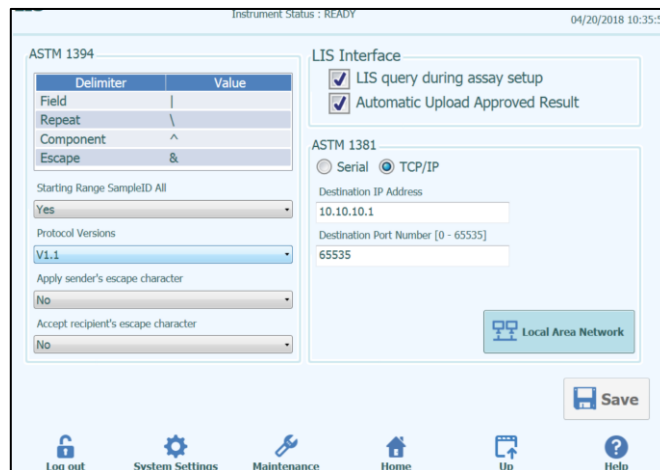 Instrument Status : READY
04/20/2018 10:35:5
ASTM 1394
Delimiter Value
Field |
Repeat \
Component ^
Escape &
Starting Range SampleID All
Yes
Protocol Versions
V1.1
Apply sender's escape character
No
Accept recipient's escape character
No
LIS Interface
LIS query during assay setup
Automatic Upload Approved Result
ASTM 1381
Serial TCP/IP
Destination IP Address
10.10.10.1
Destination Port Number [0 - 65535]
65535
Local Area Network
Save
Log out System Settings Maintenance Home Up Help